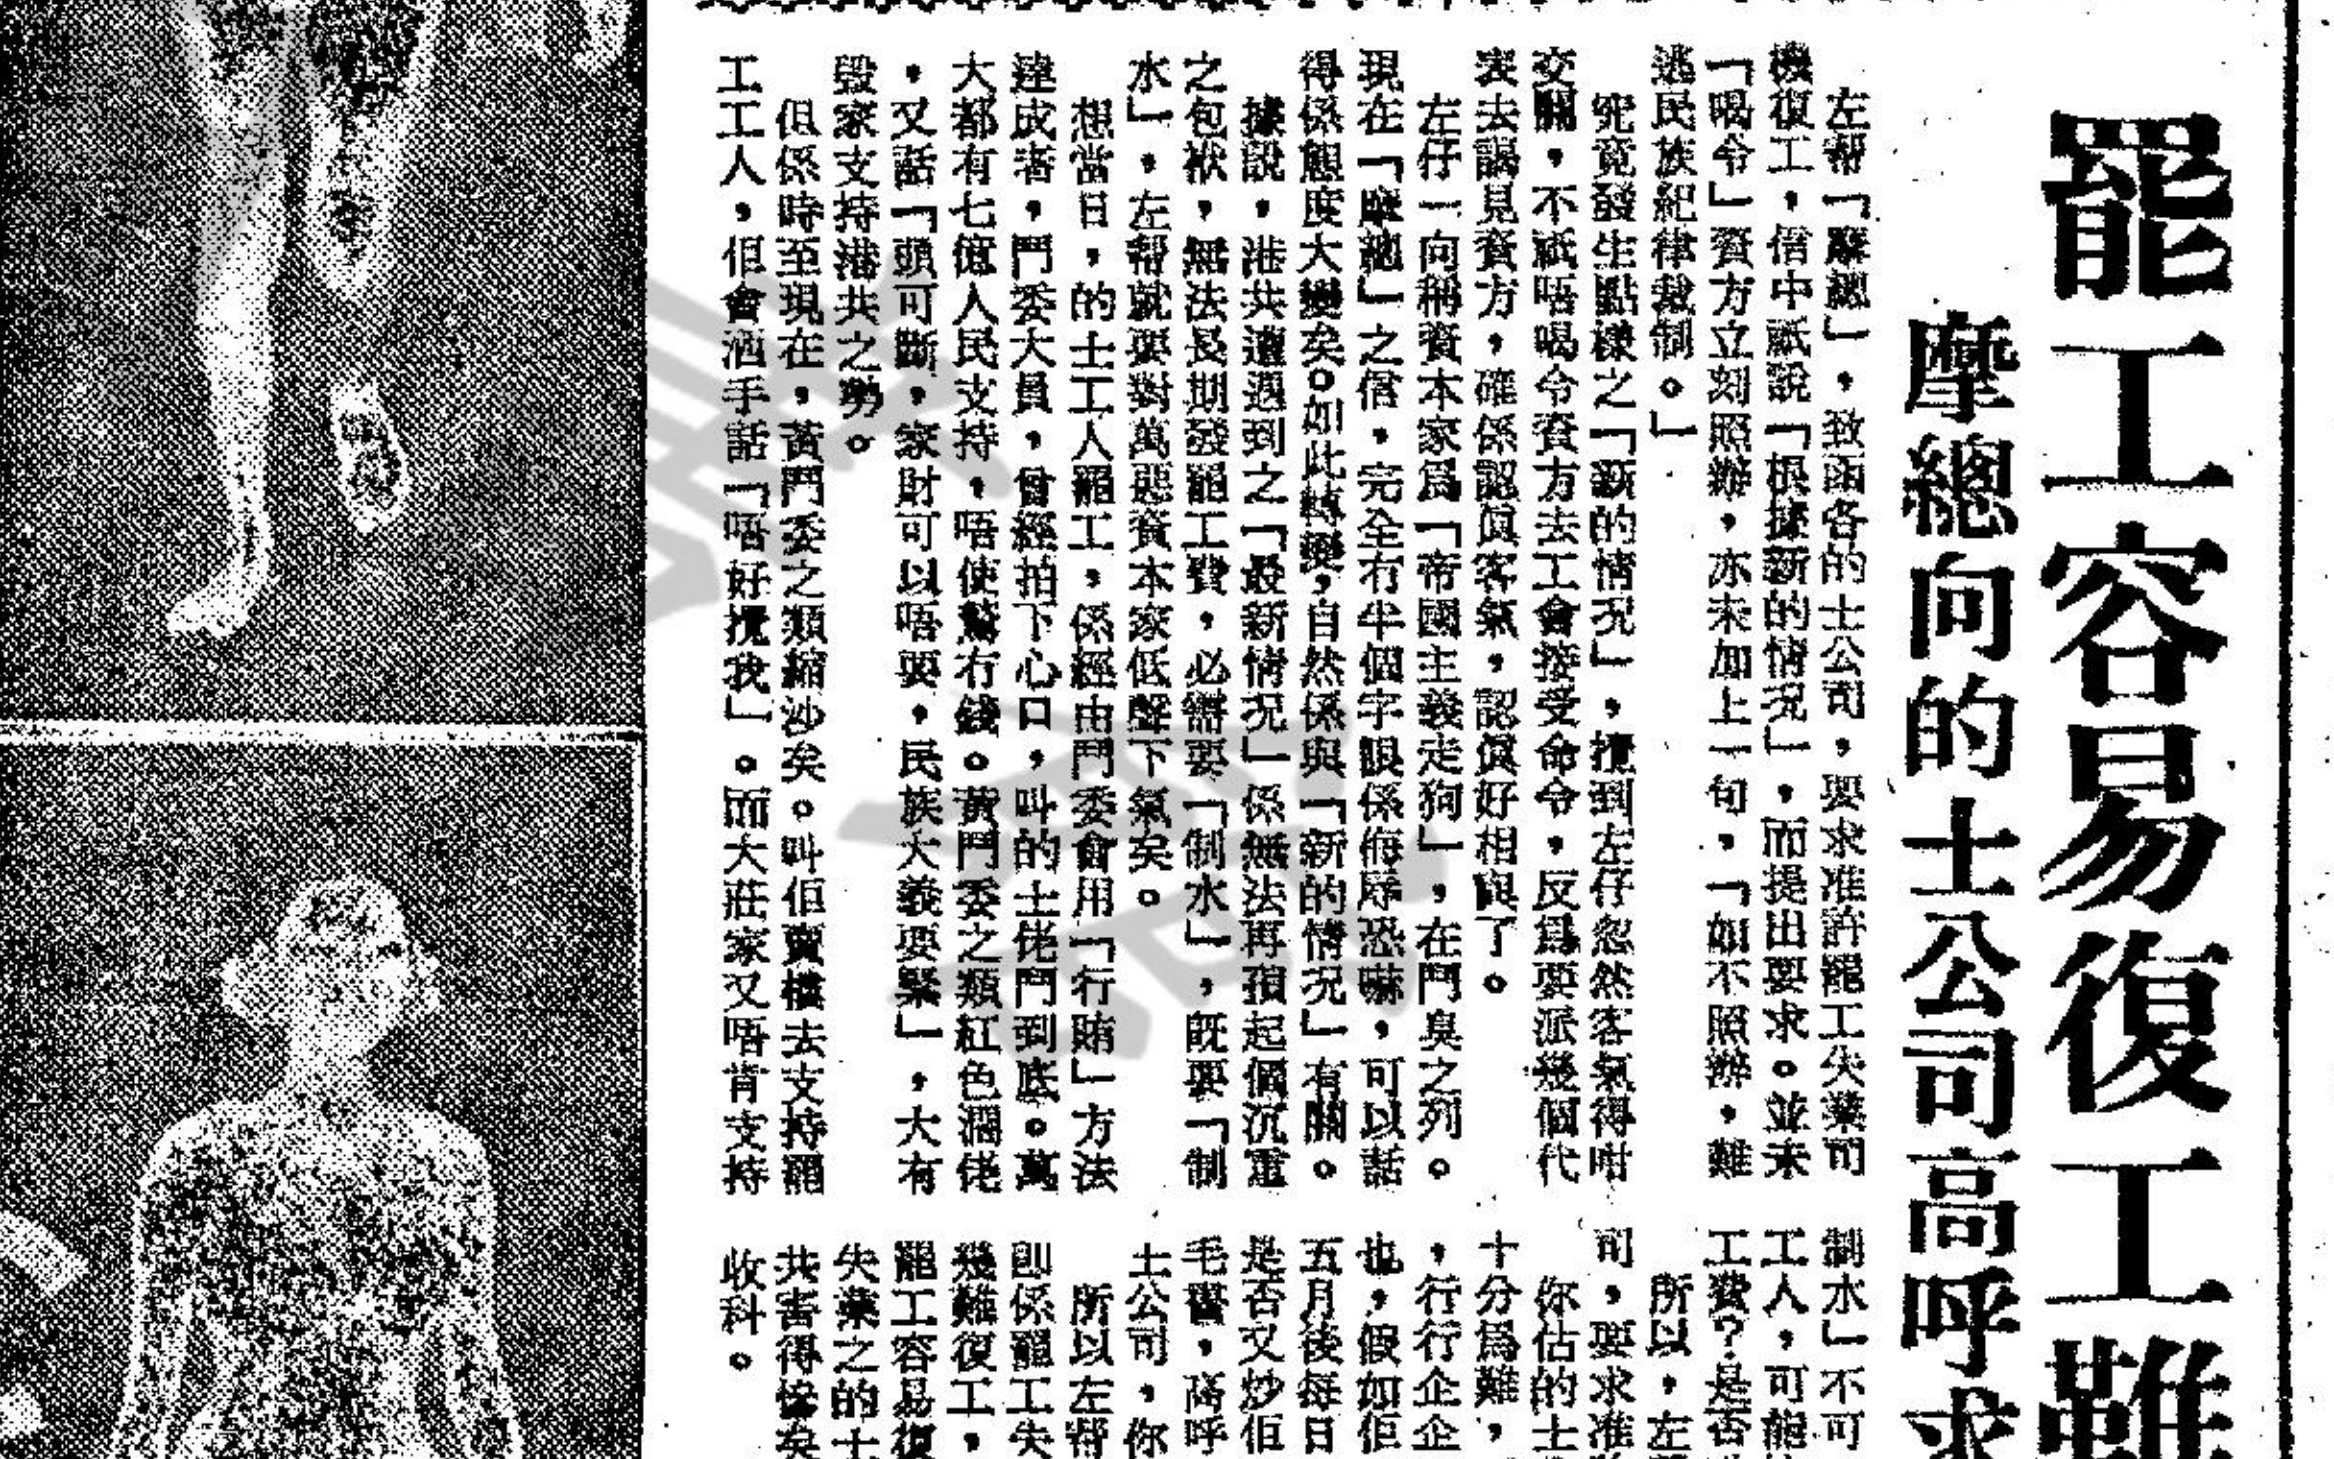 罷工容易復工難
摩總向的士公司高呼求
左帮「摩總」，致函各的士公司，要求准許罷工失業司
機復工，信中祇說「根據新的情况」，而提出要求。並未
「喝令」資方立刻照辦，亦未加上一句，「如不照辦，難
逃民族紀律裁制。」
究竟發生點樣之「新的情况」，攪到左仔忽然客氣得咁
交關，不祇唔喝令資方去工會接受命令，反爲要派幾個代
表去謁見資方，確係認眞客氣，認眞好相與了。
左仔一向稱資本家爲「帝國主義走狗」，在鬥臭之列。
現在「摩總」之信，完全冇半個字眼係侮辱恐嚇，可以話
得係態度大變矣。如此轉變，自然係與「新的情况」有關。
據說，港共遭遇到之「最新情况」係無法再孭起個沉重
之包袱，無法長期發罷工費，必需要「制水」，既要「制
水」，左帮就要對萬惡資本家低聲下氣矣。
想當日，的士工人罷工，係經由鬥委會用「行賄」方法
達成者，鬥委大員，曾經拍下心口，叫的士佬鬥到底。萬
大都有七億人民支持，唔使驚冇錢。黃鬥委之類紅色濶佬
，又話「頭可斷，家財可以唔要，民族大義要緊」，大有
毀家支持港共之勢。
但係時至現在，黃鬥委之類縮沙矣。叫佢賣樓去支持罷
工工人，佢會洒手話「唔好攪我」。而大莊家又唔肯支持
制水」不可
工人，可能
工費？是否
所以，左
司，要求准
你估的士
十分爲難，
，行行企企
也，假如佢
五月後每日
是否又炒佢
毛醬，高呼
士公司，你
所以左帮
即係罷工失
幾難復工，
罷工容易復
失業之的士
共害得慘矣
收科。